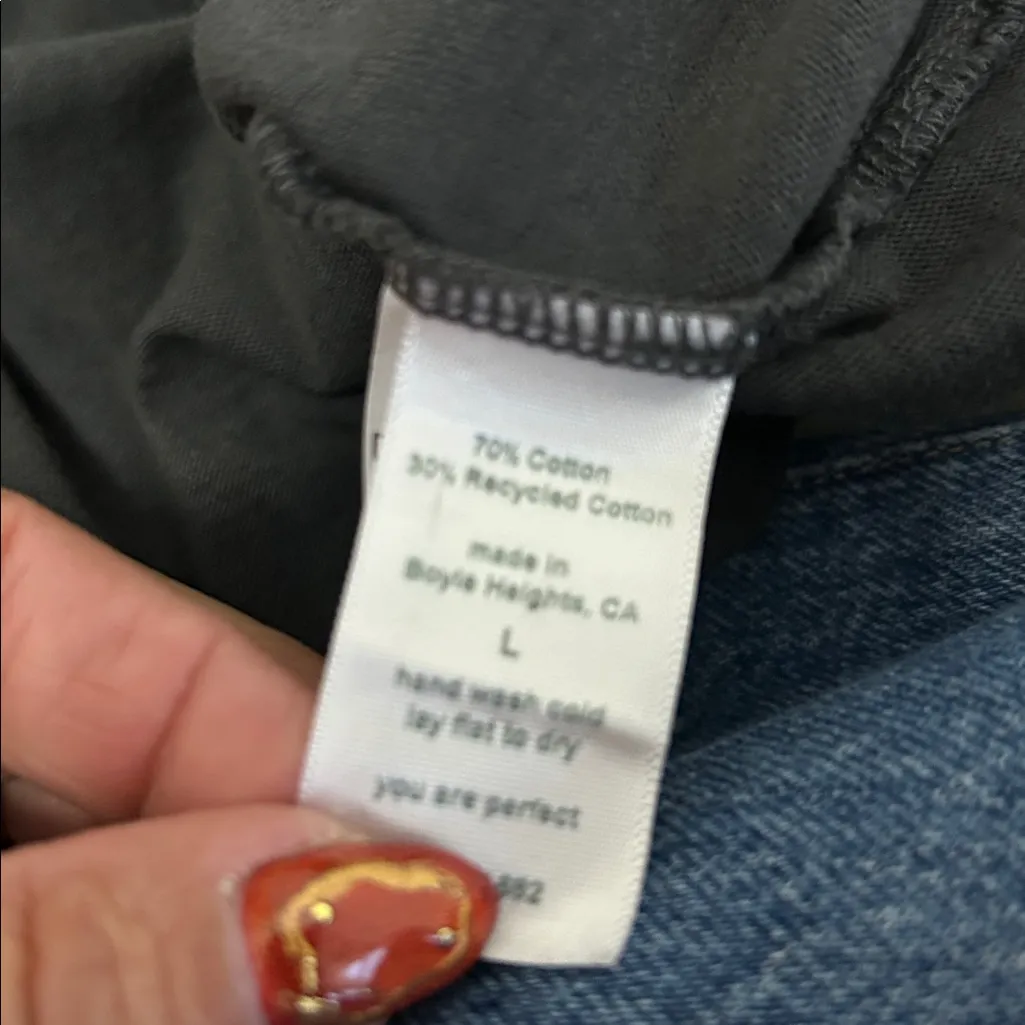 70% Cotton
30% Recycled Cotton
made in
Boyle Heights, CA
L
hand wash cold
lay flat to dry
you are perfect